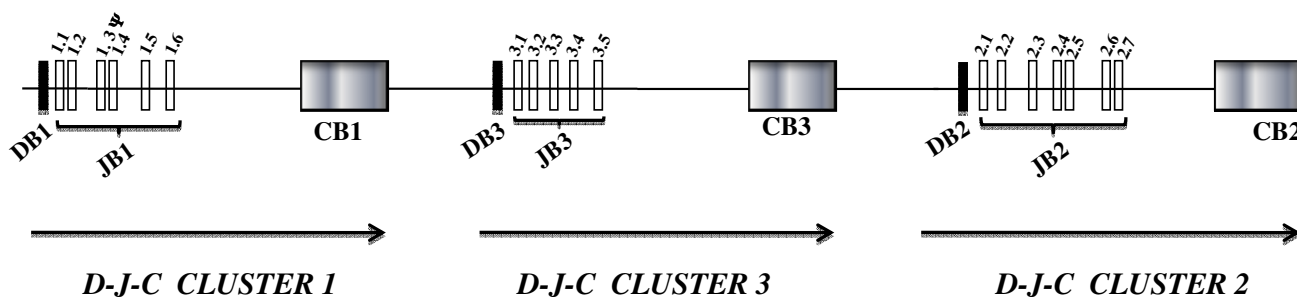 1.1 1.2 1.3Ψ 1.4 1.5 1.6 3.1 3.2 3.3 3.4 3.5 2.1 2.2 2.3 2.4 2.5 2.6 2.7
DB1 JB1 CB1 DB3 JB3 CB3 DB2 JB2 CB2
D-J-C CLUSTER 1 D-J-C CLUSTER 3 D-J-C CLUSTER 2